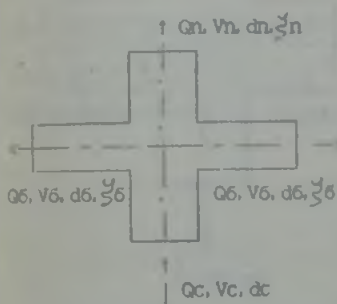 Qп, Vп, dп, ξп
Qб, Vб, dб, ξб Qб, Vб, dб, ξб
Qc, Vc, dc